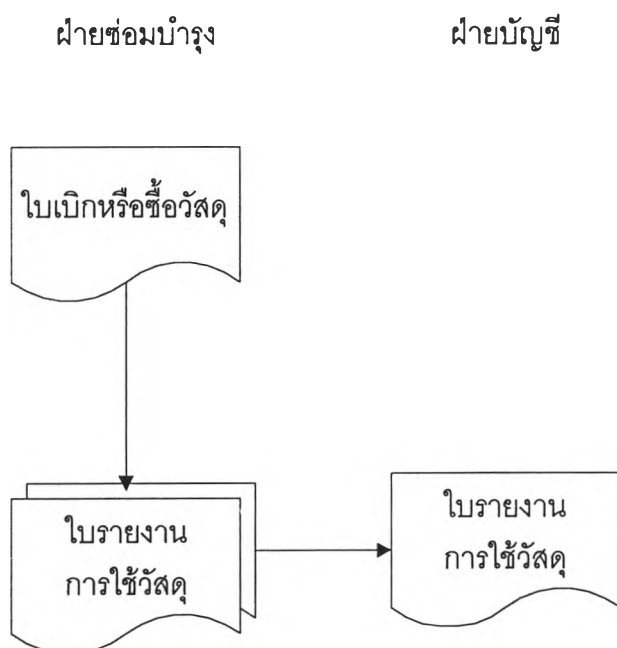 ฝ่ายซ่อมบำรุง
ฝ่ายบัญชี
ใบเบิกหรือซื้อวัสดุ
ใบรายงาน
การใช้วัสดุ
ใบรายงาน
การใช้วัสดุ